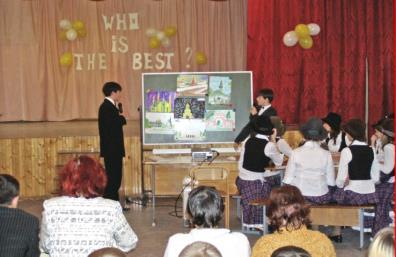 WHO
IS
THE BEST ?